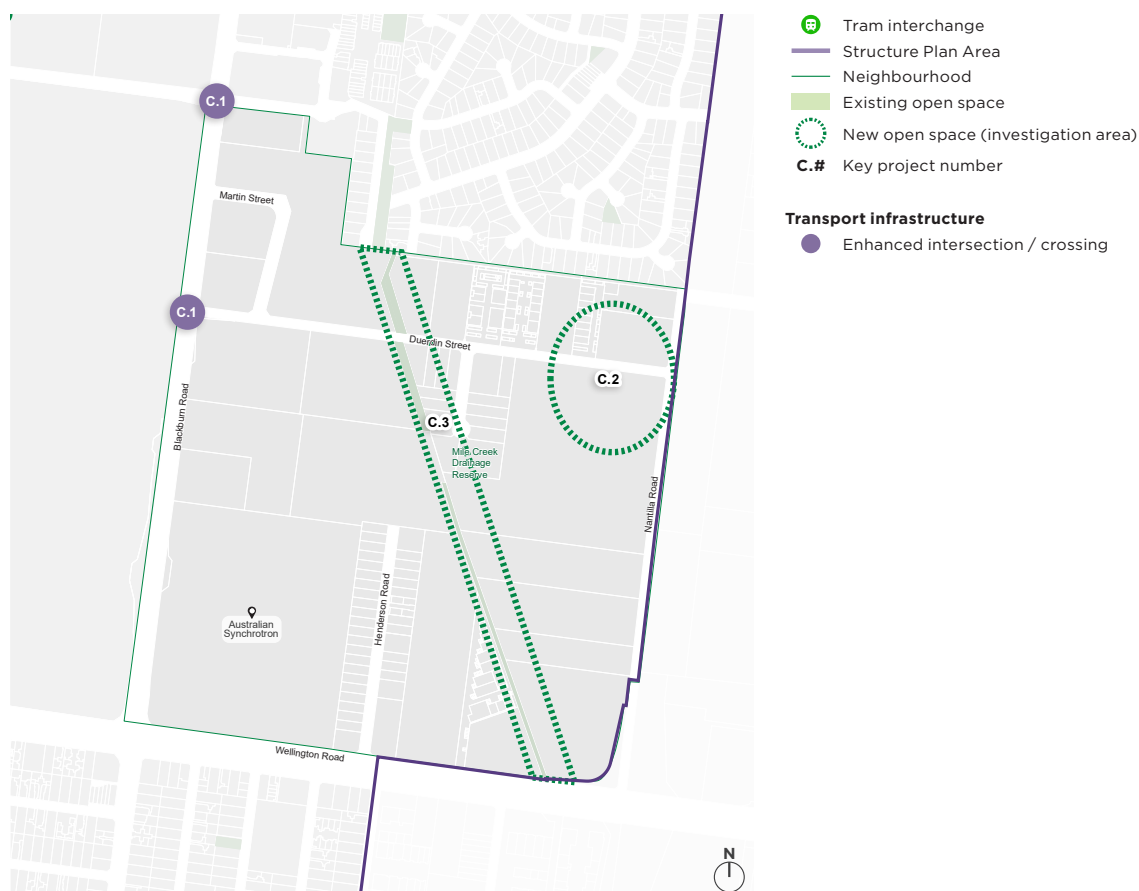 C.1
Martin Street
C.1
Duerdin Street
C.2
C.3
Blackburn Road
Mile Creek
Drainage
Reserve
Nantilla Road
Henderson Road
Australian
Synchrotron
Wellington Road
N
Tram interchange
Structure Plan Area
Neighbourhood
Existing open space
New open space (investigation area)
C.# Key project number
Transport infrastructure
Enhanced intersection / crossing